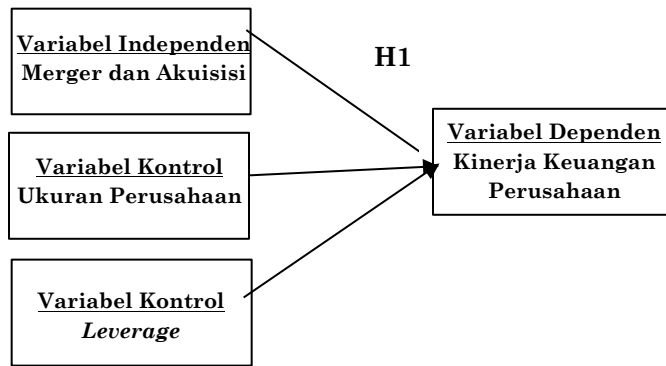 Variabel Independen
Merger dan Akuisisi
H1
Variabel Dependen
Kinerja Keuangan
Perusahaan
Variabel Kontrol
Ukuran Perusahaan
Variabel Kontrol
Leverage